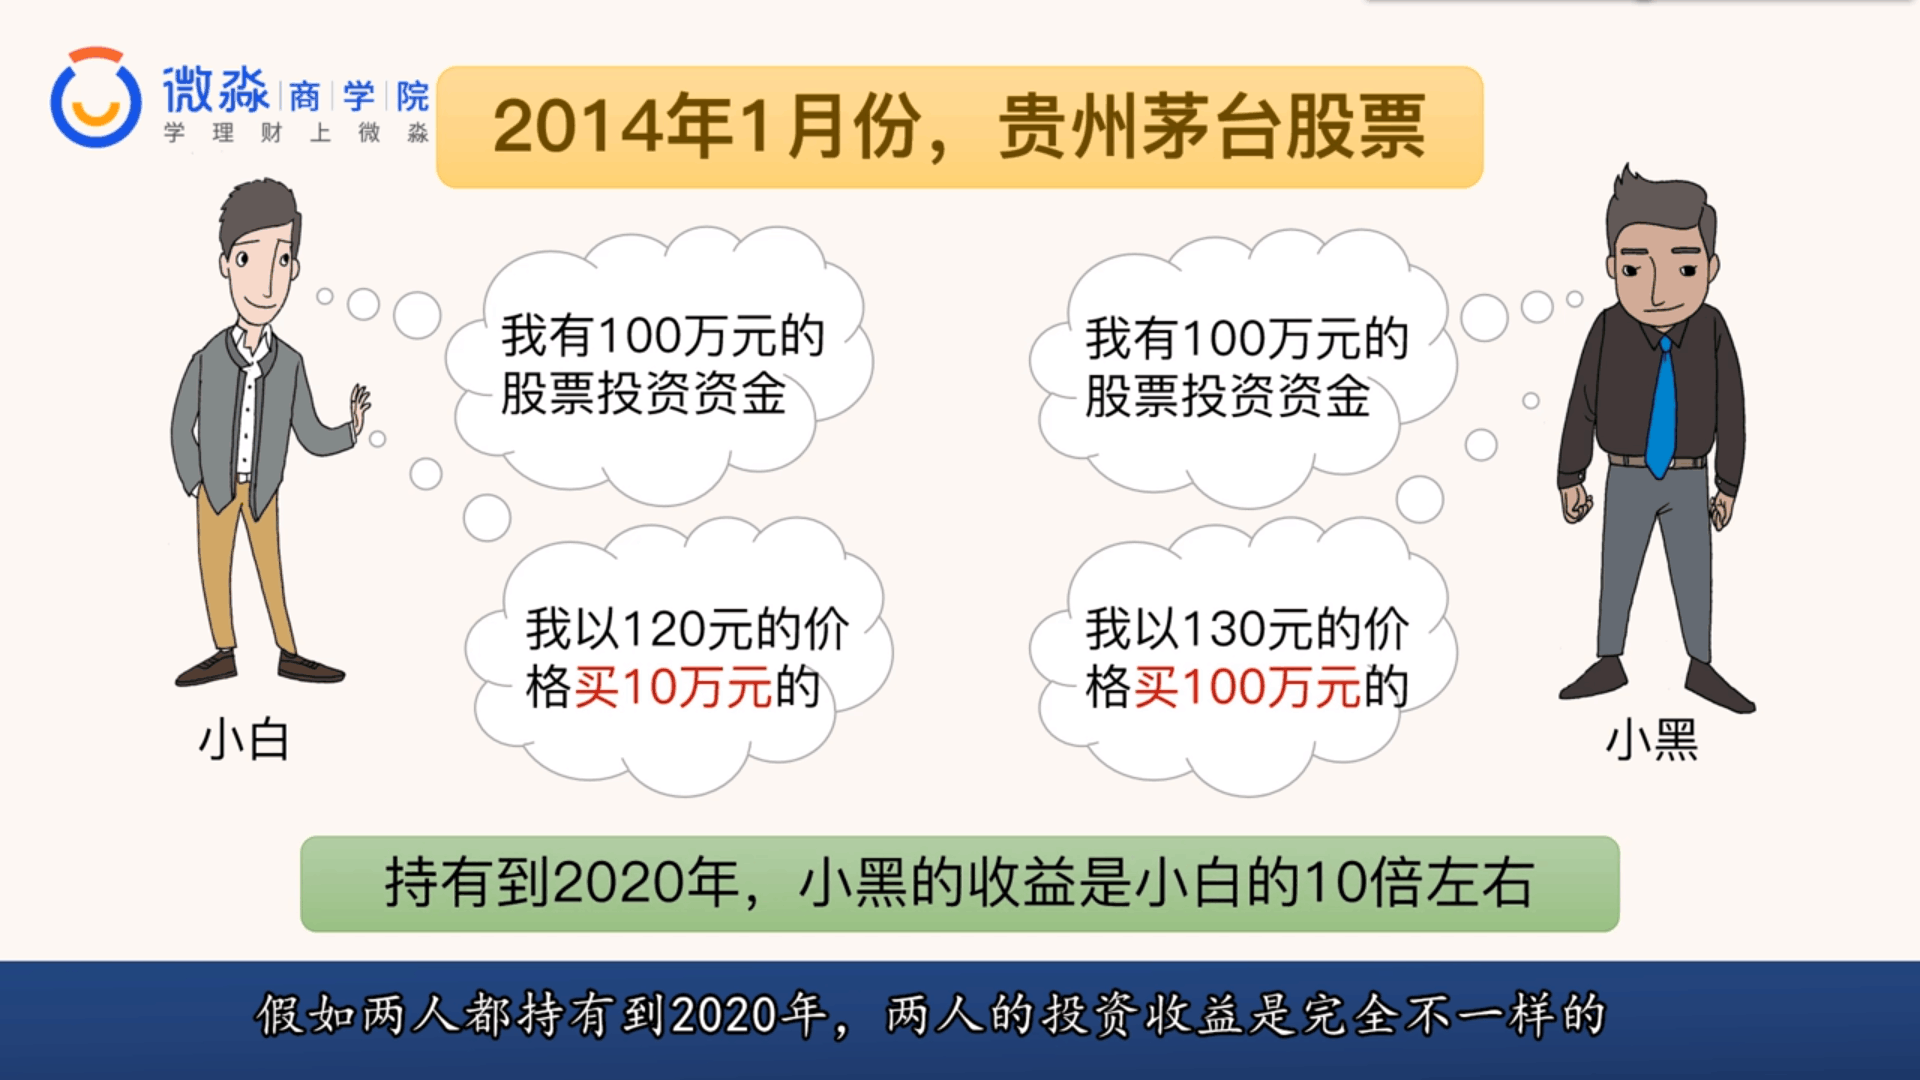 微淼 商 学 院
学理财上微淼
2014年1月份，贵州茅台股票
我有100万元的
股票投资资金
我有100万元的
股票投资资金
我以120元的价
格买10万元的
我以130元的价
格买100万元的
小白
小黑
持有到2020年，小黑的收益是小白的10倍左右
假如两人都持有到2020年，两人的投资收益是完全不一样的